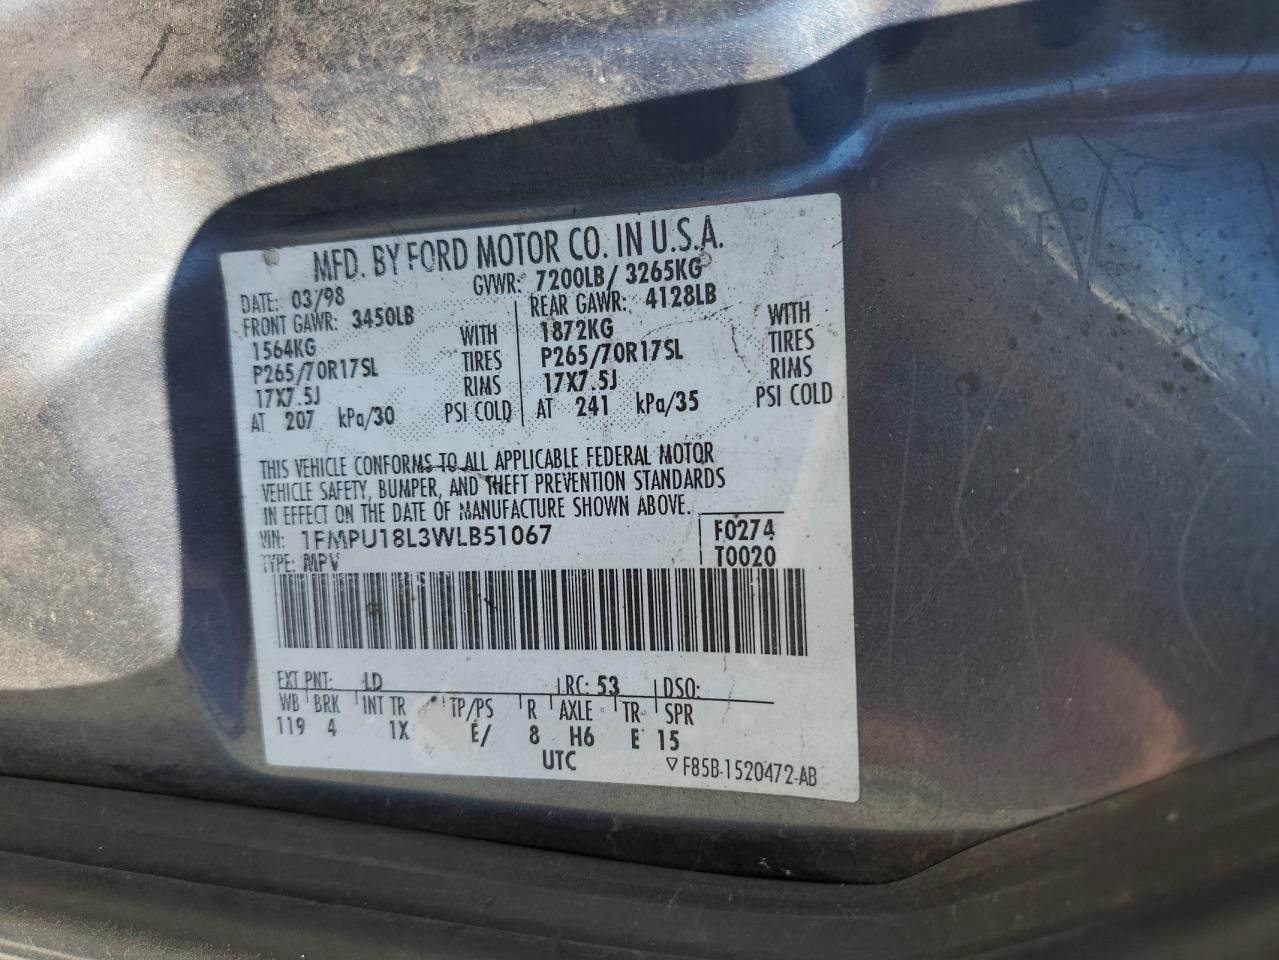 MFD. BY FORD MOTOR CO. IN U.S.A.
DATE: 03/98 GVWR: 7200LB/ 3265KG
FRONT GAWR: 3450LB REAR GAWR: 4128LB
1564KG WITH 1872KG WITH
P265/70R17SL TIRES P265/70R17SL TIRES
17X7.5J RIMS 17X7.5J RIMS
AT 207 kPa/30 PSI COLD AT 241 kPa/35 PSI COLD
THIS VEHICLE CONFORMS TO ALL APPLICABLE FEDERAL MOTOR
VEHICLE SAFETY, BUMPER, AND THEFT PREVENTION STANDARDS
IN EFFECT ON THE DATE OF MANUFACTURE SHOWN ABOVE.
VIN: 1FMPU18L3WLB51067 F0274
TYPE: MPV T0020
EXT PNT: LD RC: 53 DSO:
WB BRK INT TR TP/PS R AXLE TR SPR
119 4 1X E/ 8 H6 E 15
UTC ▽F85B-1520472-AB